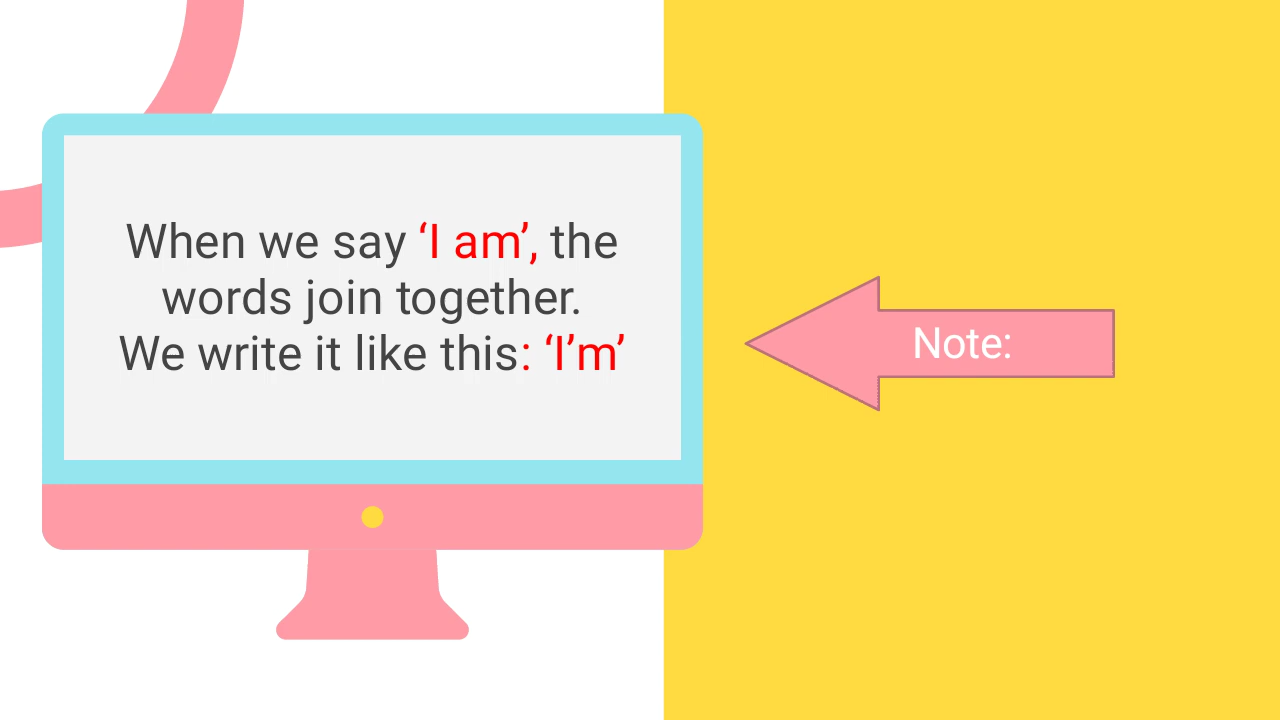 When we say ‘I am’, the
words join together.
We write it like this: ‘I’m’
Note: